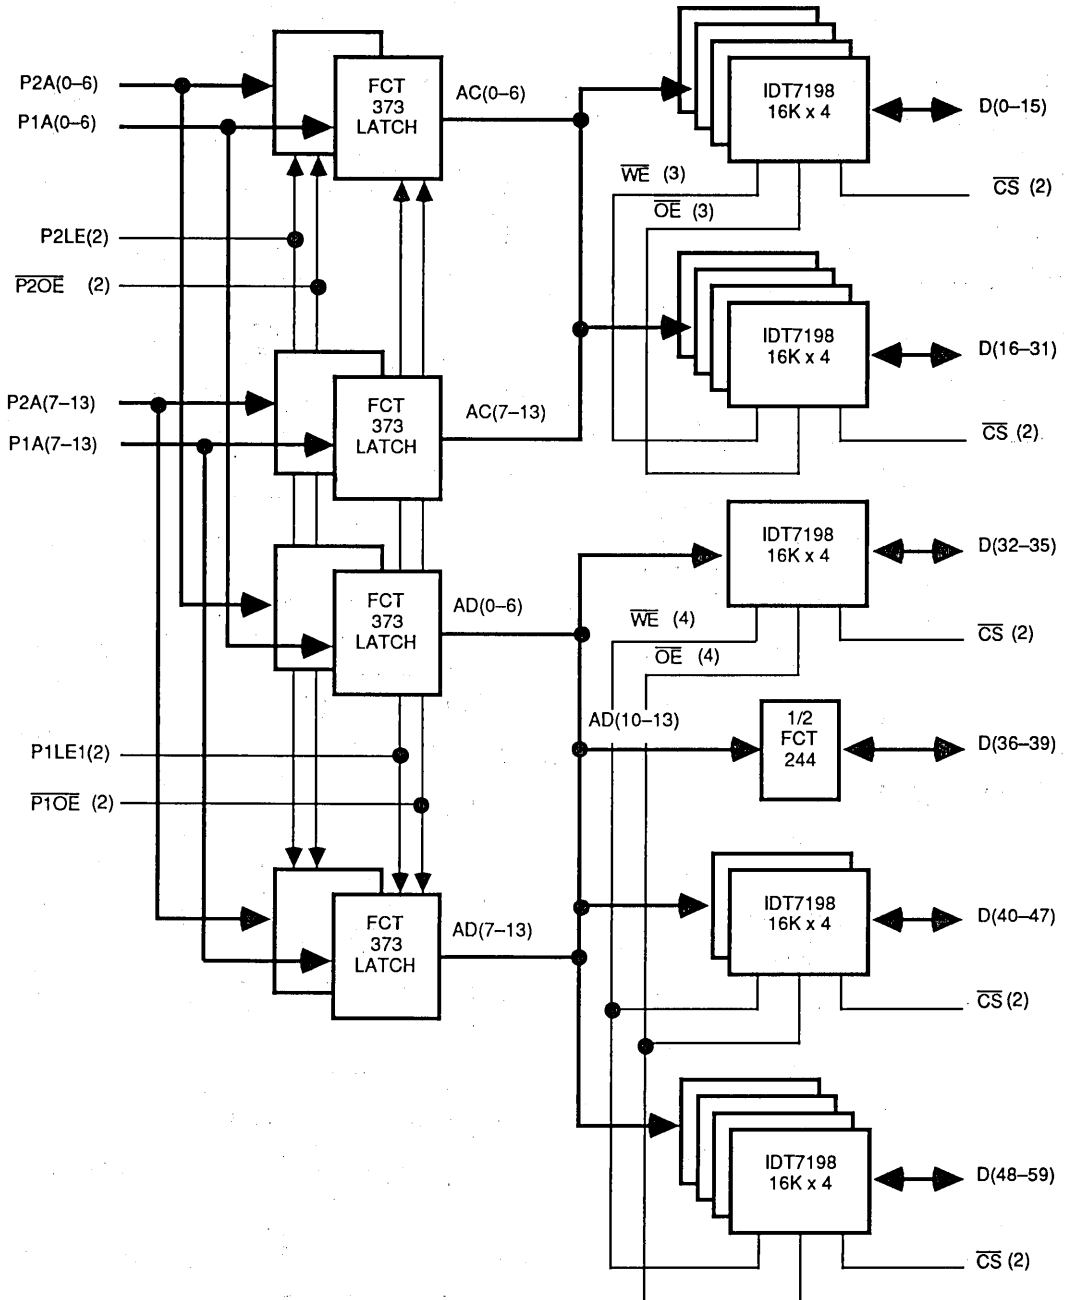 P2A(0–6)
P1A(0–6)
FCT
373
LATCH
AC(0–6)
IDT7198
16K x 4
D(0–15)
WE (3)
OE (3)
CS (2)
P2LE(2)
P2OE (2)
IDT7198
16K x 4
D(16–31)
CS (2)
P2A(7–13)
P1A(7–13)
FCT
373
LATCH
AC(7–13)
IDT7198
16K x 4
D(32–35)
CS (2)
FCT
373
LATCH
AD(0–6)
WE (4)
OE (4)
AD(10–13)
1/2
FCT
244
D(36–39)
P1LE1(2)
P1OE (2)
FCT
373
LATCH
AD(7–13)
IDT7198
16K x 4
D(40–47)
CS (2)
IDT7198
16K x 4
D(48–59)
CS (2)